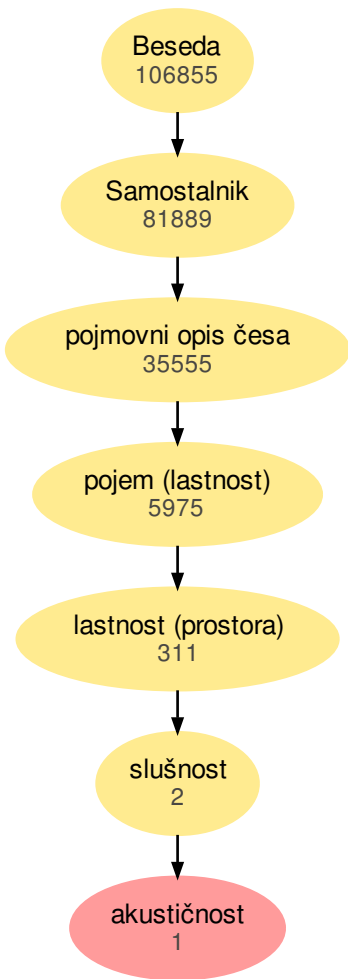 Beseda
106855
Samostalnik
81889
pojmovni opis česa
35555
pojem (lastnost)
5975
lastnost (prostora)
311
slušnost
2
akustičnost
1